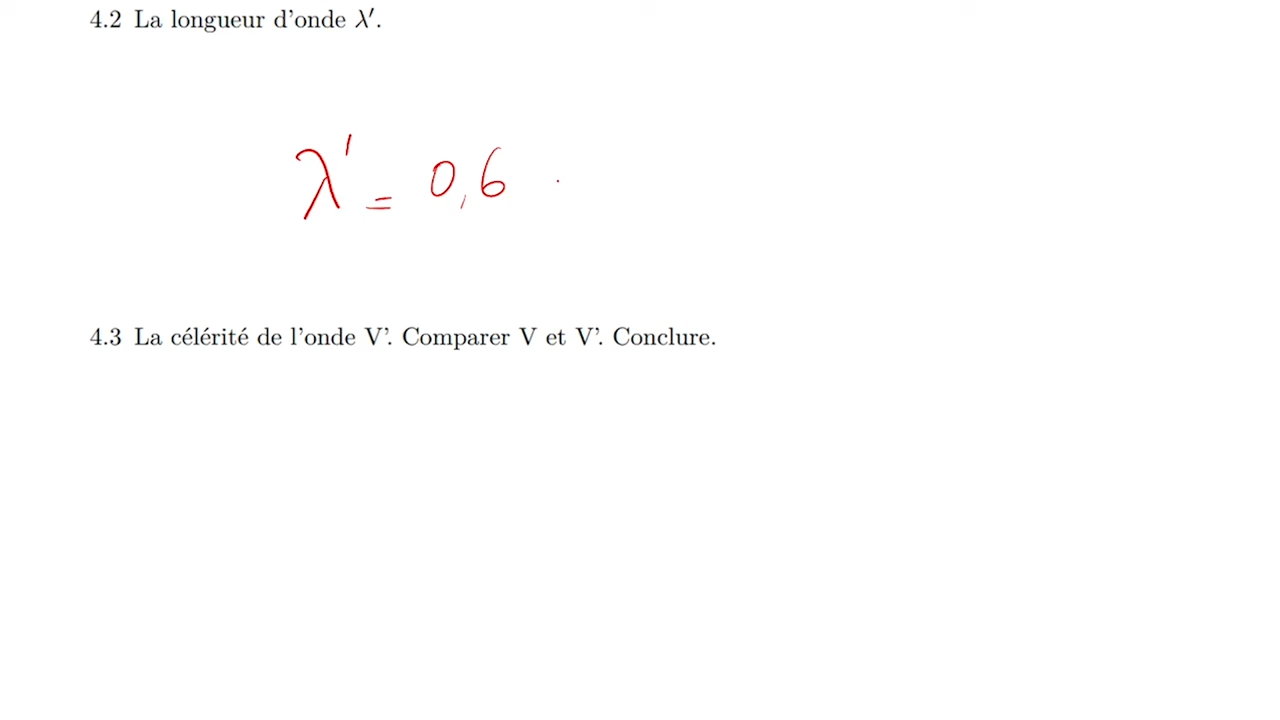 4.2 La longueur d'onde λ′.
λ′ = 0,6
4.3 La célérité de l'onde V'. Comparer V et V'. Conclure.